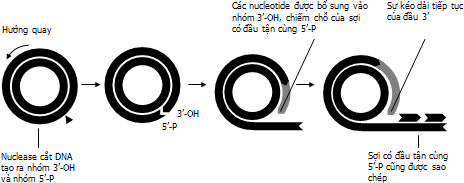 Các nucleotide được bổ sung vào
nhóm 3’-OH, chiếm chỗ của sợi
có đầu tận cùng 5’-P
Sự kéo dài tiếp tục
của đầu 3’
Hướng quay
3’-OH
5’-P
Nuclease cắt DNA
tạo ra nhóm 3’-OH
và nhóm 5’-P
Sợi có đầu tận cùng
5’-P cũng được sao
chép